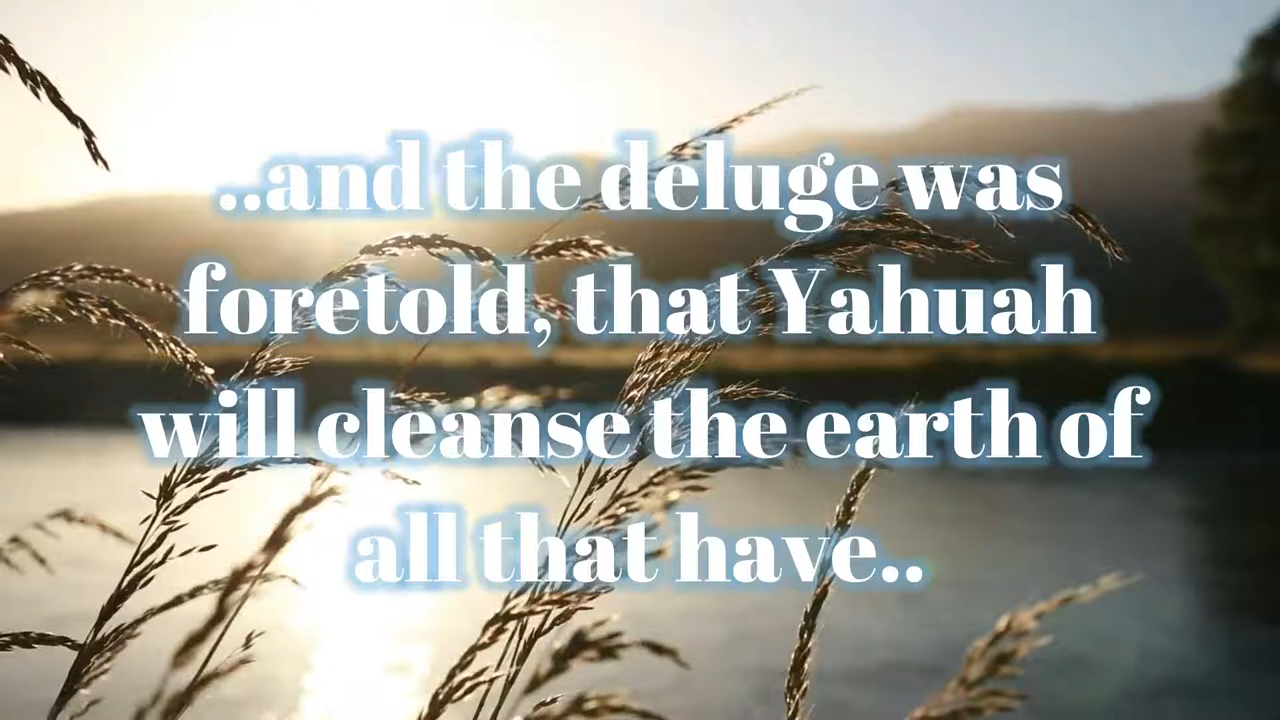 ..and the deluge was
foretold, that Yahuah
will cleanse the earth of
all that have..